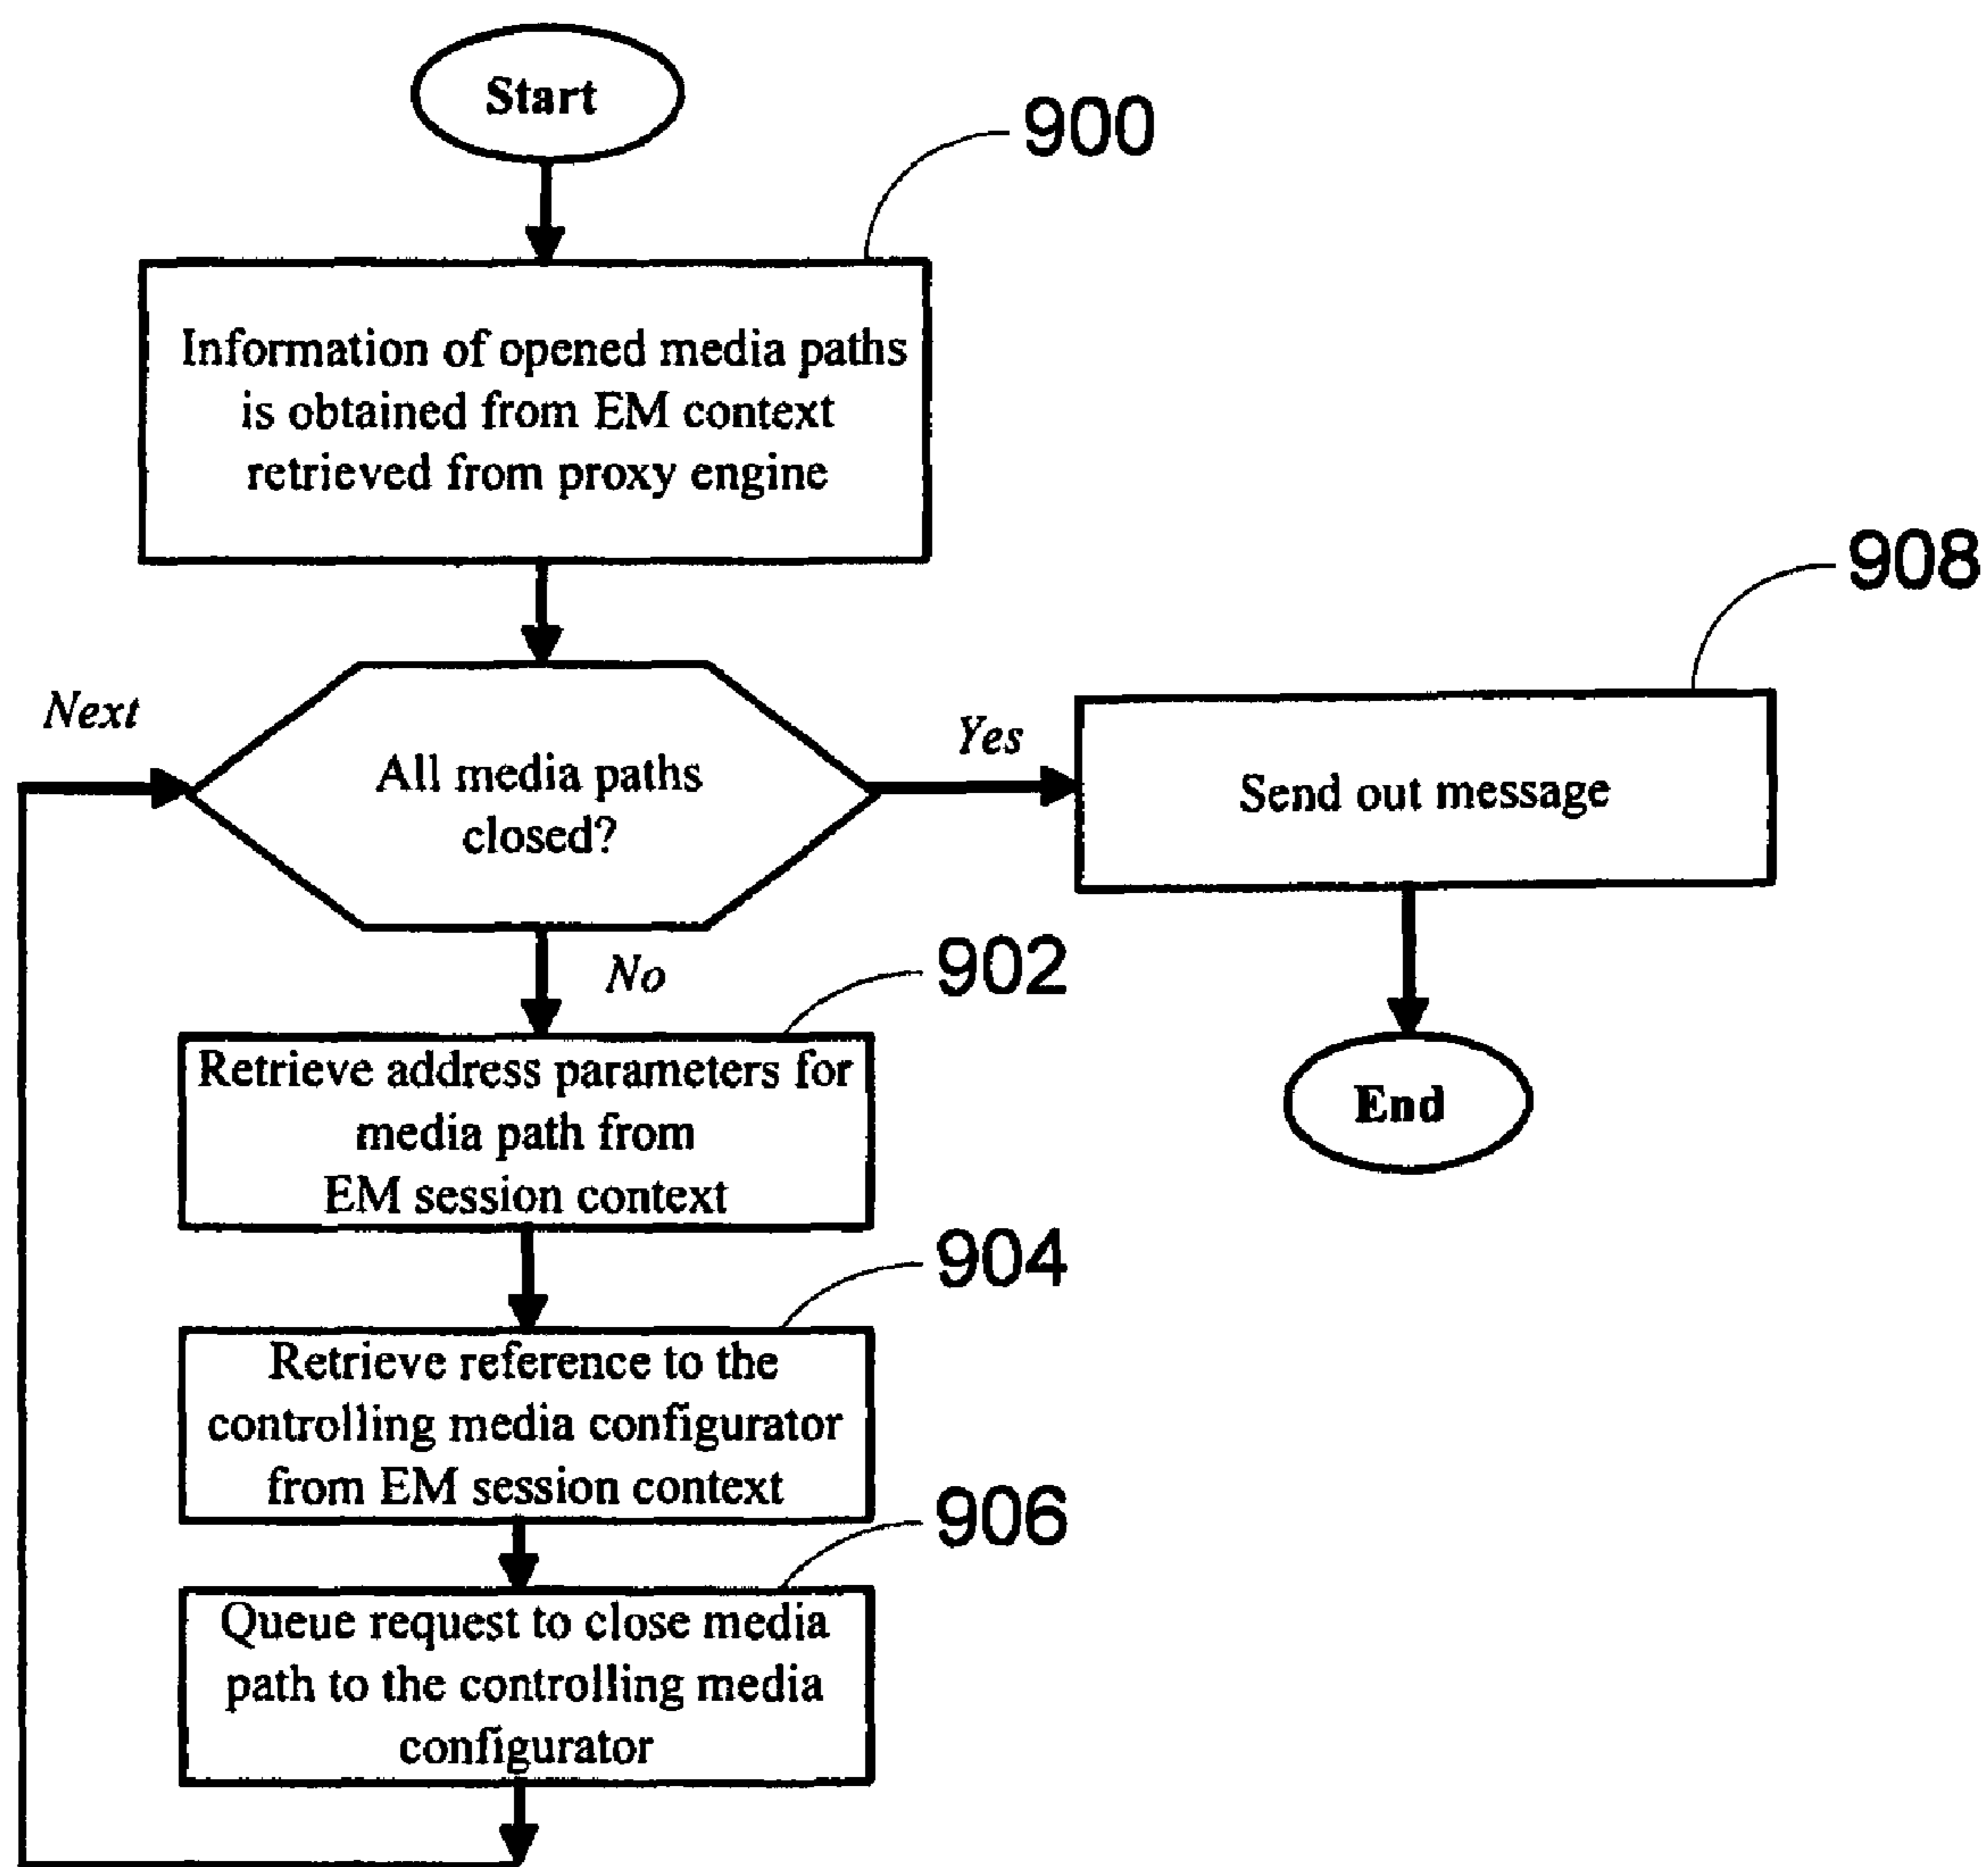 Start
900
Information of opened media paths
is obtained from EM context
retrieved from proxy engine
908
Next
All media paths
closed?
Yes
Send out message
No
902
Retrieve address parameters for
media path from
EM session context
End
904
Retrieve reference to the
controlling media configurator
from EM session context
906
Queue request to close media
path to the controlling media
configurator